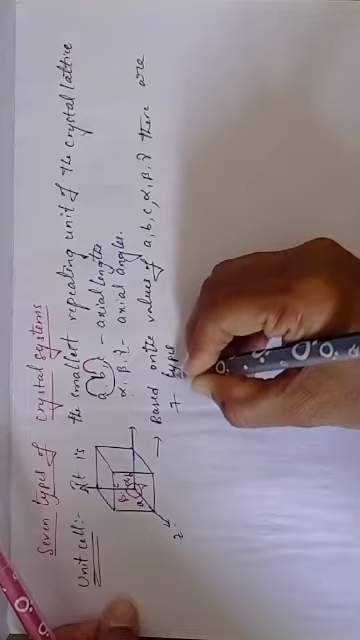 Seven types of crystal systems
Unit cell:- It is the smallest repeating unit of the crystal lattice
a, b, c - axial lengths
α, β, γ - axial angles.
→ Based on the values of a, b, c, α, β, γ there are
7 types